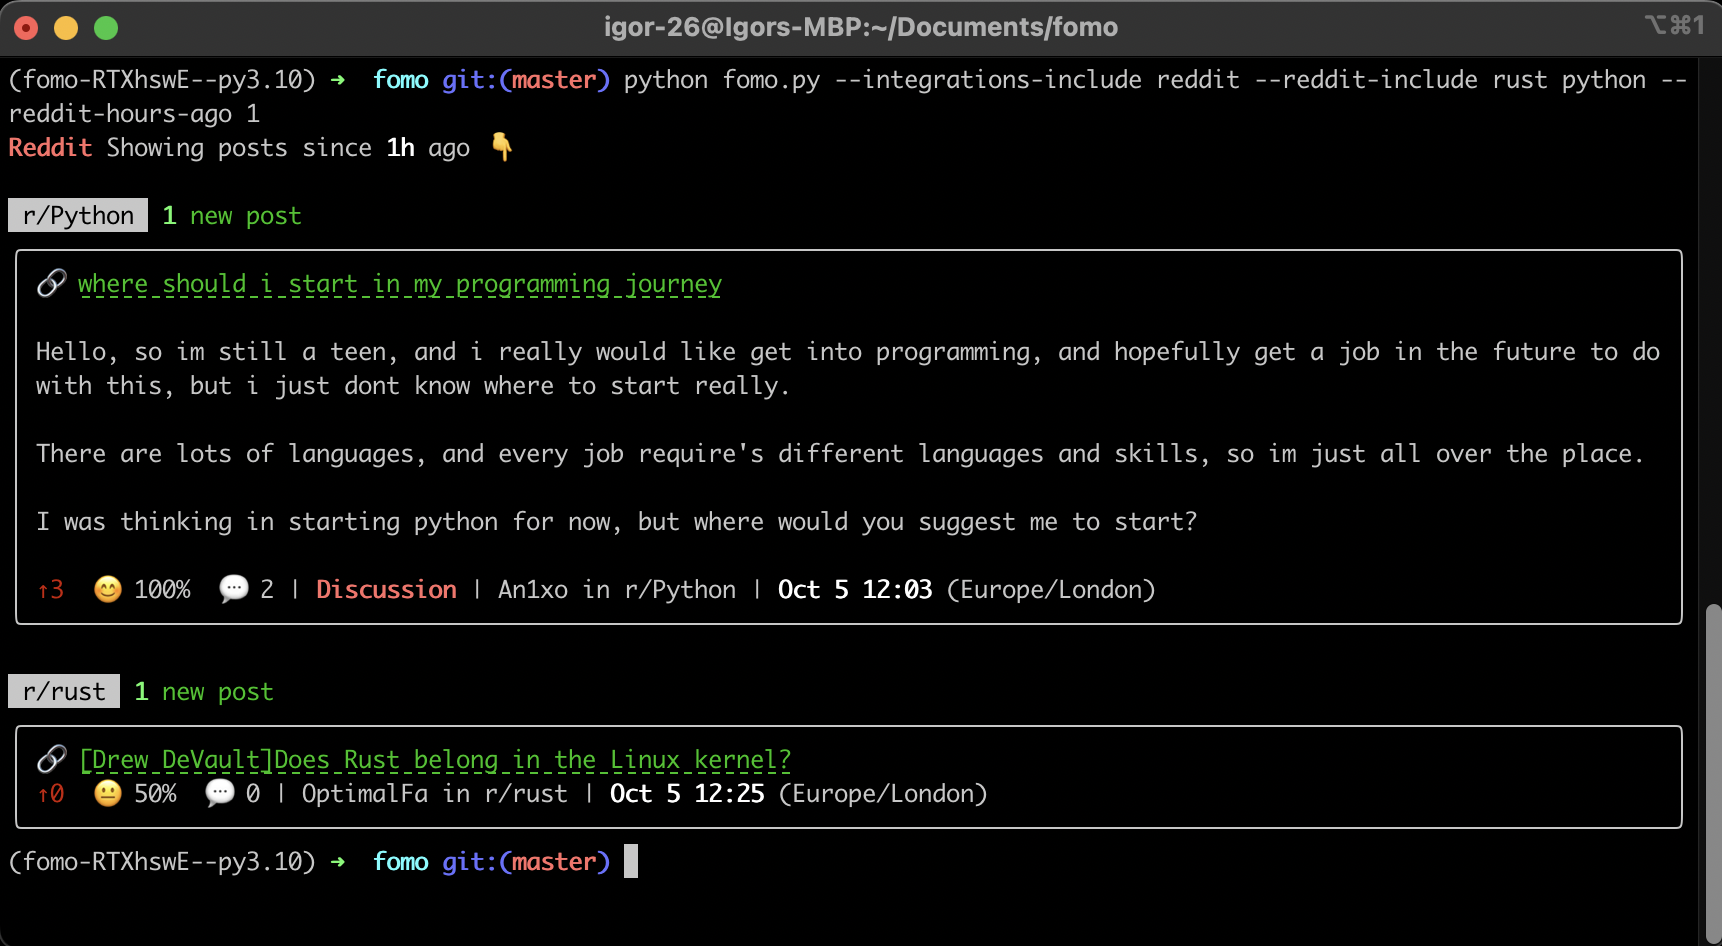 igor-26@Igors-MBP:~/Documents/fomo ⌥⌘1
(fomo-RTXhswE--py3.10) ➜ fomo git:(master) python fomo.py --integrations-include reddit --reddit-include rust python --
reddit-hours-ago 1
Reddit Showing posts since 1h ago 👇
r/Python 1 new post
🔗 where should i start in my programming journey
Hello, so im still a teen, and i really would like get into programming, and hopefully get a job in the future to do
with this, but i just dont know where to start really.
There are lots of languages, and every job require's different languages and skills, so im just all over the place.
I was thinking in starting python for now, but where would you suggest me to start?
↑3 😊 100% 💬 2 | Discussion | An1xo in r/Python | Oct 5 12:03 (Europe/London)
r/rust 1 new post
🔗 [Drew DeVault]Does Rust belong in the Linux kernel?
↑0 😐 50% 💬 0 | OptimalFa in r/rust | Oct 5 12:25 (Europe/London)
(fomo-RTXhswE--py3.10) ➜ fomo git:(master)